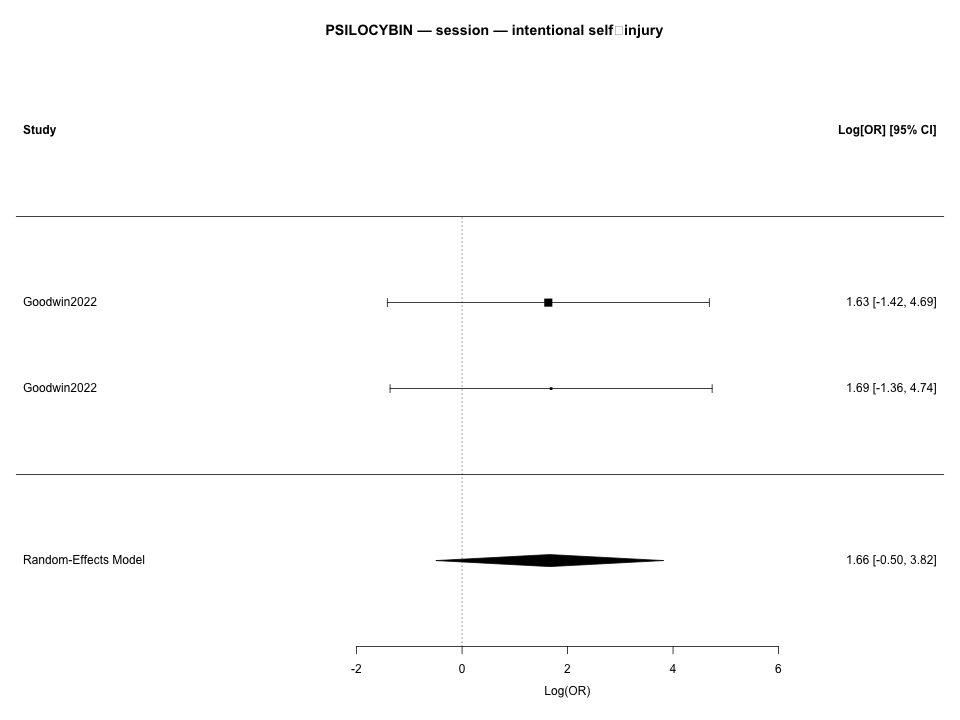 PSILOCYBIN — session — intentional self□injury
Study Log[OR] [95% CI]
Goodwin2022 1.63 [-1.42, 4.69]
Goodwin2022 1.69 [-1.36, 4.74]
Random-Effects Model 1.66 [-0.50, 3.82]
-2 0 2 4 6
Log(OR)